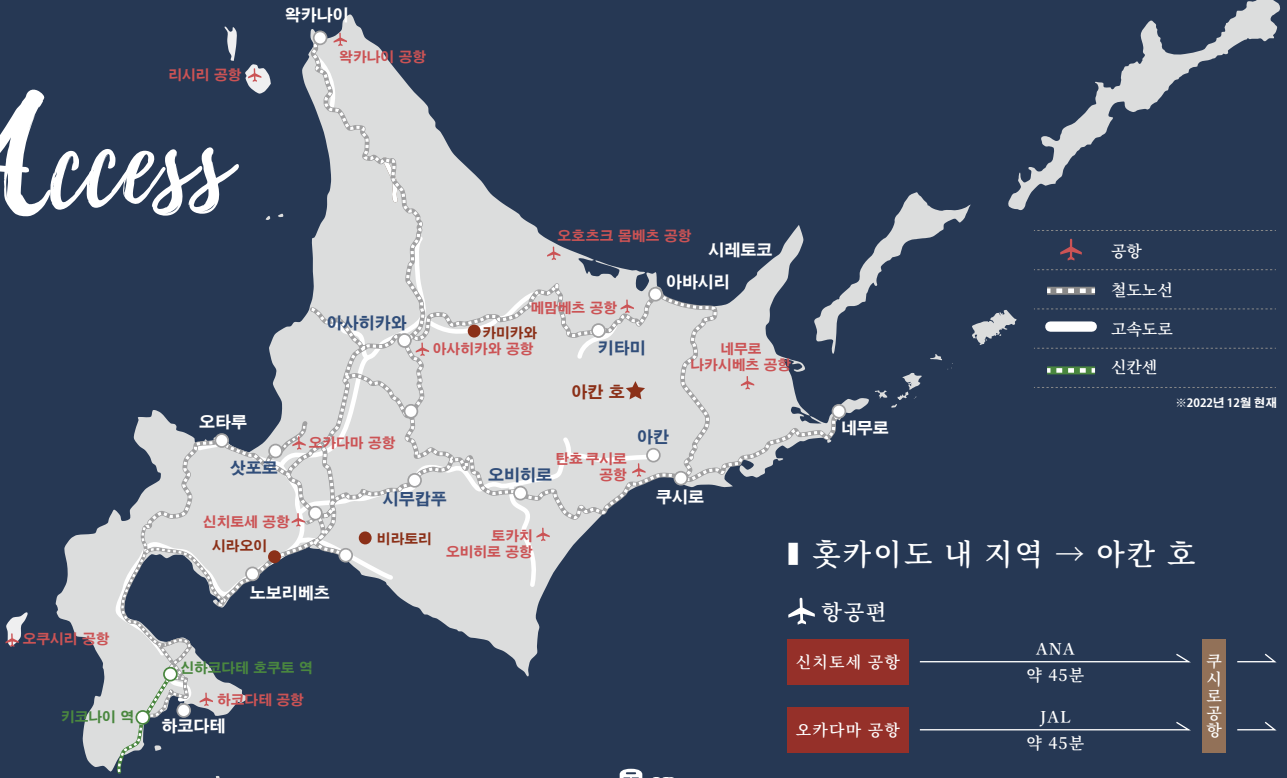 Access
왓카나이
왓카나이 공항
리시리 공항
오호츠크 몸베츠 공항
시레토코
아바시리
메맘베츠 공항
아사히카와
카미카와
아사히카와 공항
키타미
네무로
나카시베츠 공항
아칸 호
오타루
오카다마 공항
삿포로
네무로
아칸
탄쵸 쿠시로
공항
오비히로
시무캅푸
쿠시로
신치토세 공항
시라오이
비라토리
토카치
오비히로 공항
노보리베츠
오쿠시리 공항
신하코다테 호쿠토 역
하코다테 공항
키코나이 역
하코다테
공항
철도노선
고속도로
신칸센
※2022년 12월 현재
홋카이도 내 지역 → 아칸 호
항공편
신치토세 공항
ANA
약 45분
오카다마 공항
JAL
약 45분
쿠시로공항